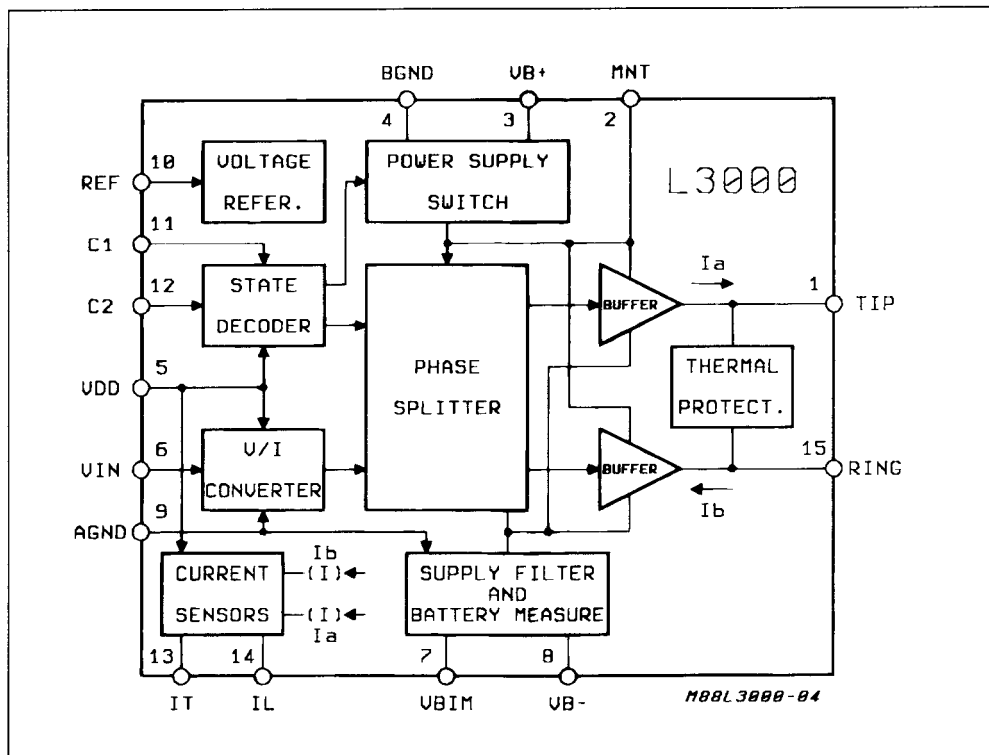 BGND VB+ MNT
4 3 2
10 VOLTAGE POWER SUPPLY L3000
REF REFER. SWITCH
11
C1 Ia
12 STATE 1
C2 DECODER BUFFER TIP
5
VDD PHASE THERMAL
SPLITTER PROTECT.
6 V/I 15
VIN CONVERTER BUFFER RING
9 Ib
AGND
CURRENT Ib SUPPLY FILTER
(I) AND
SENSORS (I) BATTERY MEASURE
Ia
13 14 7 8
IT IL VBIM VB-
M88L3000-04